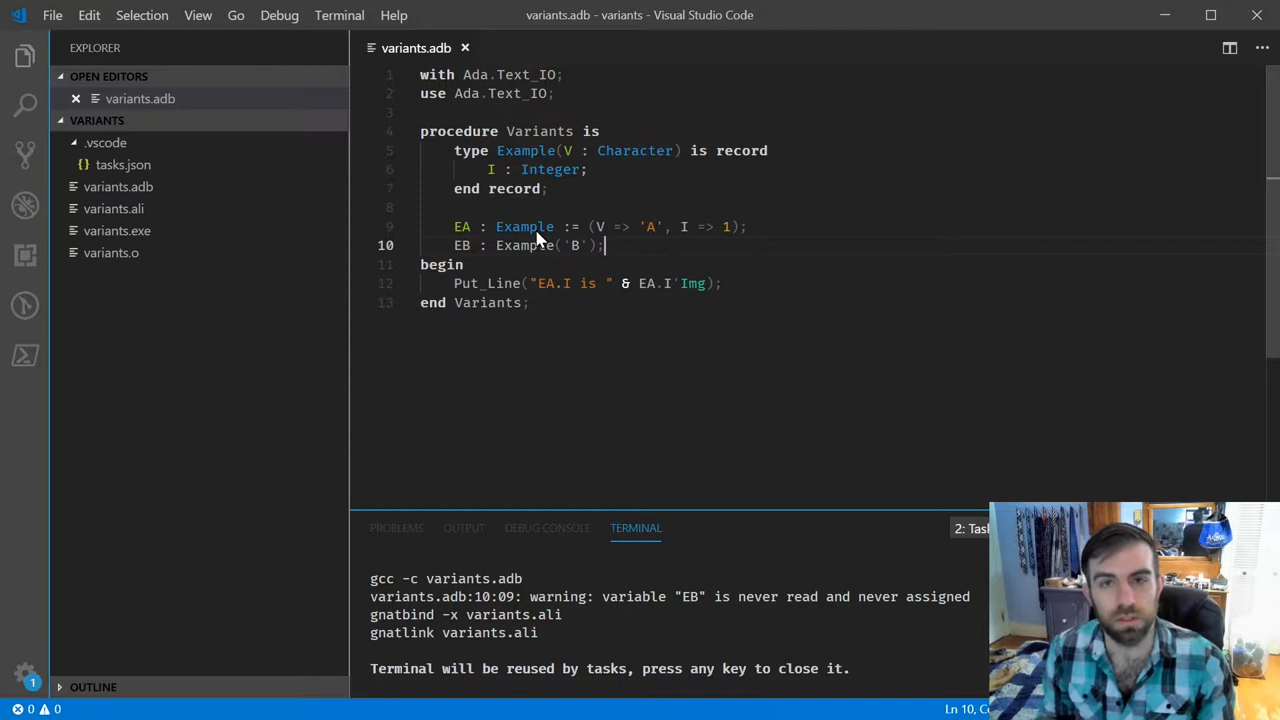 File Edit Selection View Go Debug Terminal Help
variants.adb - variants - Visual Studio Code
EXPLORER
OPEN EDITORS
variants.adb
VARIANTS
.vscode
{} tasks.json
variants.adb
variants.ali
variants.exe
variants.o
OUTLINE
variants.adb
1 with Ada.Text_IO;
2 use Ada.Text_IO;
3
4 procedure Variants is
5 type Example(V : Character) is record
6 I : Integer;
7 end record;
8
9 EA : Example := (V => 'A', I => 1);
10 EB : Example('B');
11 begin
12 Put_Line("EA.I is " & EA.I'Img);
13 end Variants;
PROBLEMS OUTPUT DEBUG CONSOLE TERMINAL
2: Task
gcc -c variants.adb
variants.adb:10:09: warning: variable "EB" is never read and never assigned
gnatbind -x variants.ali
gnatlink variants.ali
Terminal will be reused by tasks, press any key to close it.
1
0 0
Ln 10, Co